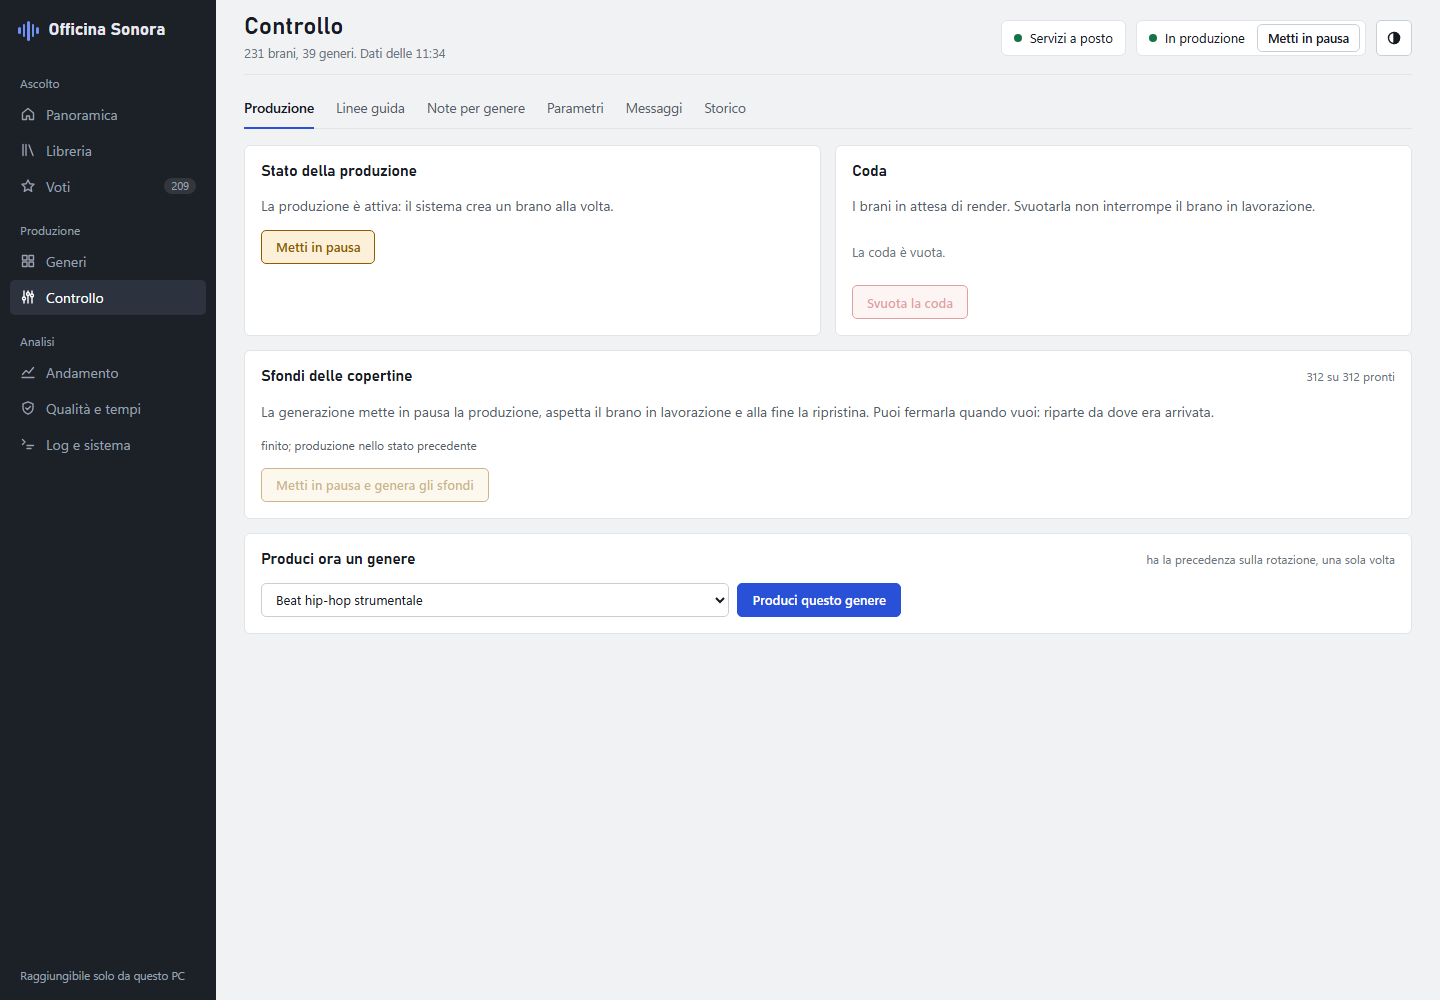 Officina Sonora
Ascolto
Panoramica
Libreria
Voti 209
Produzione
Generi
Controllo
Analisi
Andamento
Qualità e tempi
Log e sistema
Raggiungibile solo da questo PC
Controllo
231 brani, 39 generi. Dati delle 11:34
Servizi a posto
In produzione Metti in pausa
Produzione Linee guida Note per genere Parametri Messaggi Storico
Stato della produzione
La produzione è attiva: il sistema crea un brano alla volta.
Metti in pausa
Coda
I brani in attesa di render. Svuotarla non interrompe il brano in lavorazione.
La coda è vuota.
Svuota la coda
Sfondi delle copertine 312 su 312 pronti
La generazione mette in pausa la produzione, aspetta il brano in lavorazione e alla fine la ripristina. Puoi fermarla quando vuoi: riparte da dove era arrivata.
finito; produzione nello stato precedente
Metti in pausa e genera gli sfondi
Produci ora un genere ha la precedenza sulla rotazione, una sola volta
Beat hip-hop strumentale Produci questo genere